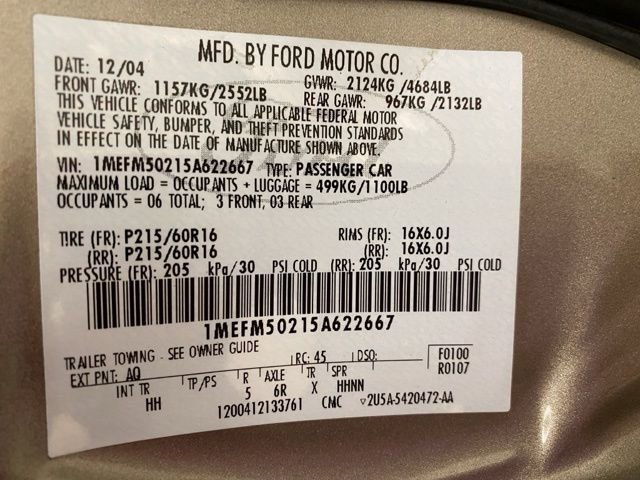 MFD. BY FORD MOTOR CO.
DATE: 12/04 GVWR: 2124KG /4684LB
FRONT GAWR: 1157KG/2552LB REAR GAWR: 967KG/2132LB
THIS VEHICLE CONFORMS TO ALL APPLICABLE FEDERAL MOTOR
VEHICLE SAFETY, BUMPER, AND THEFT PREVENTION STANDARDS
IN EFFECT ON THE DATE OF MANUFACTURE SHOWN ABOVE.
VIN: 1MEFM50215A622667 TYPE: PASSENGER CAR
MAXIMUM LOAD = OCCUPANTS + LUGGAGE = 499KG/1100LB
OCCUPANTS = 06 TOTAL; 3 FRONT, 03 REAR
TIRE (FR): P215/60R16 RIMS (FR): 16X6.0J
(RR): P215/60R16 (RR): 16X6.0J
PRESSURE (FR): 205 kPa/30 PSI COLD (RR): 205 kPa/30 PSI COLD
1MEFM50215A622667
TRAILER TOWING - SEE OWNER GUIDE RC: 45 DSO: F0100
EXT PNT: AQ R0107
INT TR TP/PS R AXLE TR SPR
HH 5 6R X HHNN
1200412133761 CMC ▽2U5A-5420472-AA